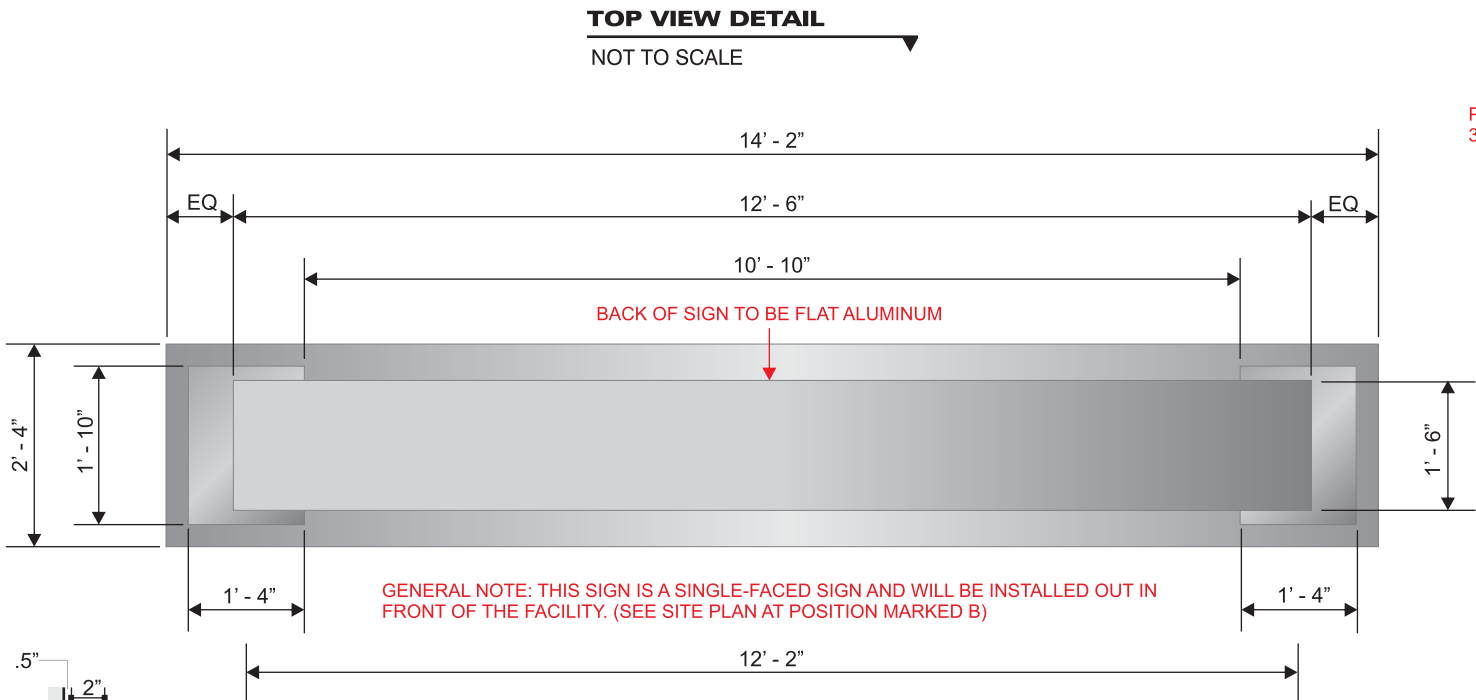 TOP VIEW DETAIL
NOT TO SCALE
F
3
14’ - 2”
EQ
12’ - 6”
EQ
10’ - 10”
BACK OF SIGN TO BE FLAT ALUMINUM
2’ - 4”
1’ - 10”
1’ - 6”
1’ - 4”
GENERAL NOTE: THIS SIGN IS A SINGLE-FACED SIGN AND WILL BE INSTALLED OUT IN
FRONT OF THE FACILITY. (SEE SITE PLAN AT POSITION MARKED B)
1’ - 4”
12’ - 2”
.5”
2”